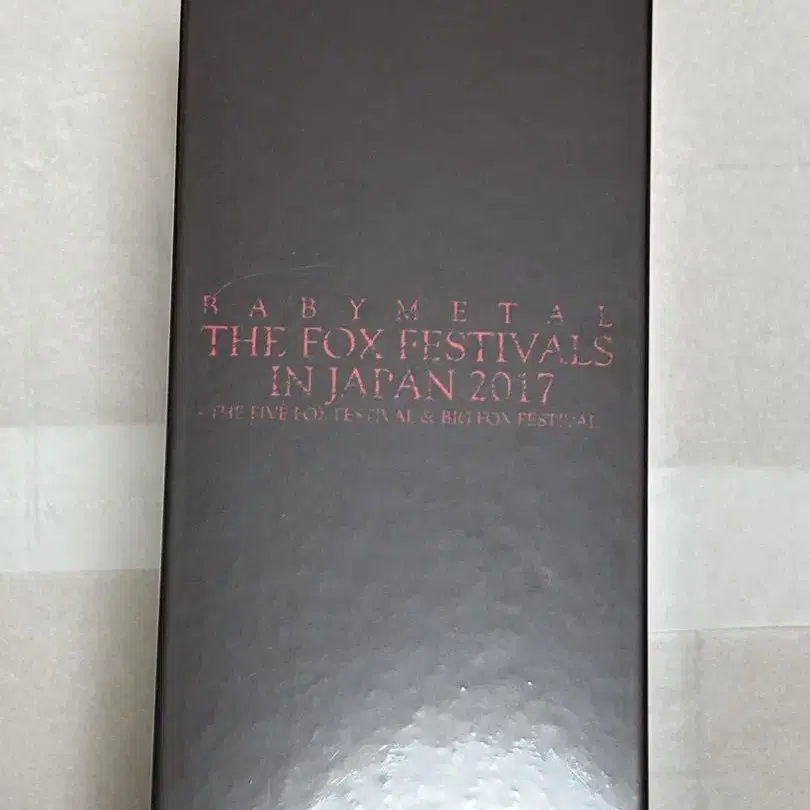 BABYMETAL
THE FOX FESTIVALS
IN JAPAN 2017
- THE FIVE FOX FESTIVAL & BIG FOX FESTIVAL -